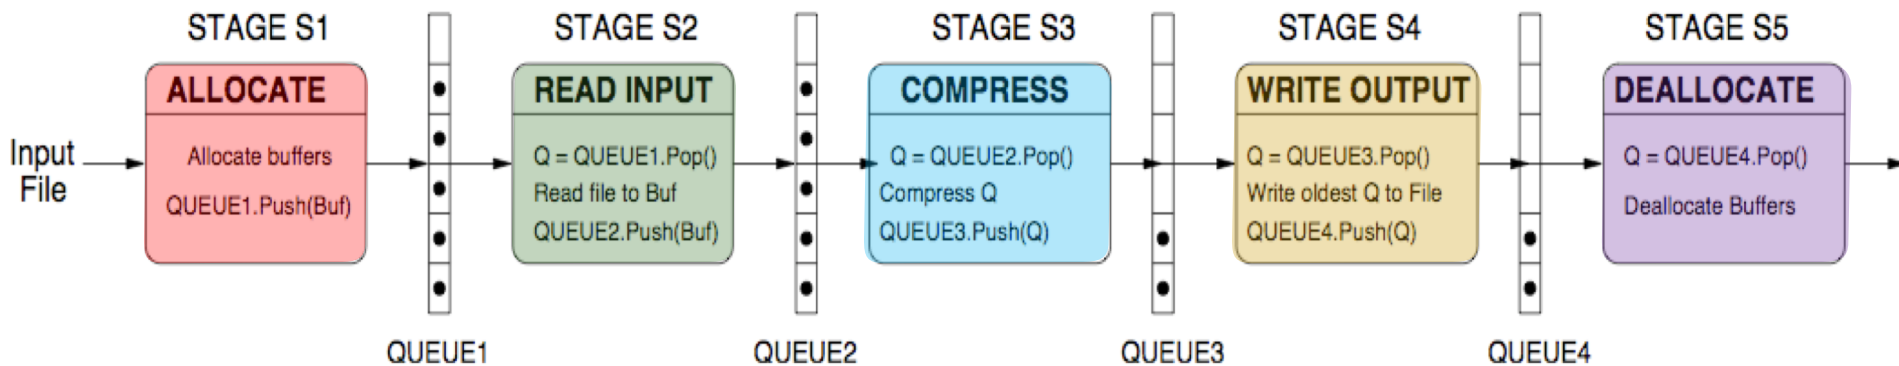 STAGE S1
STAGE S2
STAGE S3
STAGE S4
STAGE S5
Input
File
ALLOCATE
Allocate buffers
QUEUE1.Push(Buf)
QUEUE1
READ INPUT
Q = QUEUE1.Pop()
Read file to Buf
QUEUE2.Push(Buf)
QUEUE2
COMPRESS
Q = QUEUE2.Pop()
Compress Q
QUEUE3.Push(Q)
QUEUE3
WRITE OUTPUT
Q = QUEUE3.Pop()
Write oldest Q to File
QUEUE4.Push(Q)
QUEUE4
DEALLOCATE
Q = QUEUE4.Pop()
Deallocate Buffers